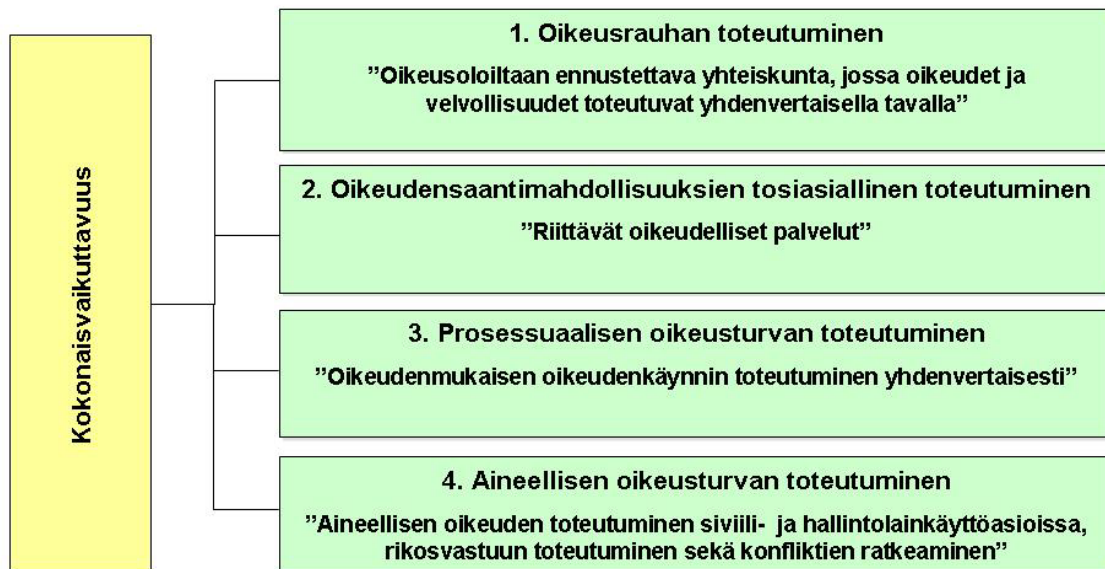 Kokonaisvaikuttavuus
1. Oikeusrauhan toteutuminen
”Oikeusoloiltaan ennustettava yhteiskunta, jossa oikeudet ja
velvollisuudet toteutuvat yhdenvertaisella tavalla”
2. Oikeudensaantimahdollisuuksien tosiasiallinen toteutuminen
”Riittävät oikeudelliset palvelut”
3. Prosessuaalisen oikeusturvan toteutuminen
”Oikeudenmukaisen oikeudenkäynnin toteutuminen yhdenvertaisesti”
4. Aineellisen oikeusturvan toteutuminen
”Aineellisen oikeuden toteutuminen siviili- ja hallintolainkäyttöasioissa,
rikosvastuun toteutuminen sekä konfliktien ratkeaminen”